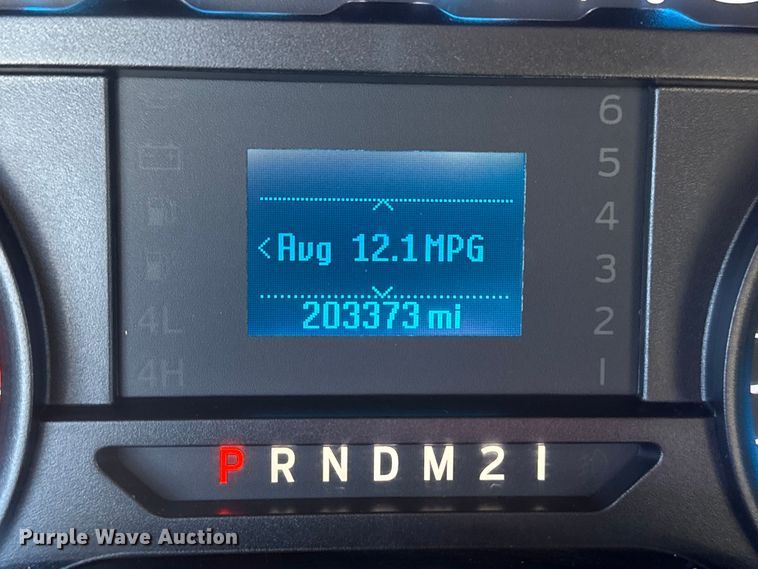 6
5
4
<Avg 12.1 MPG
3
203373 mi
4L
2
4H
1
P R N D M 2 1
Purple Wave Auction